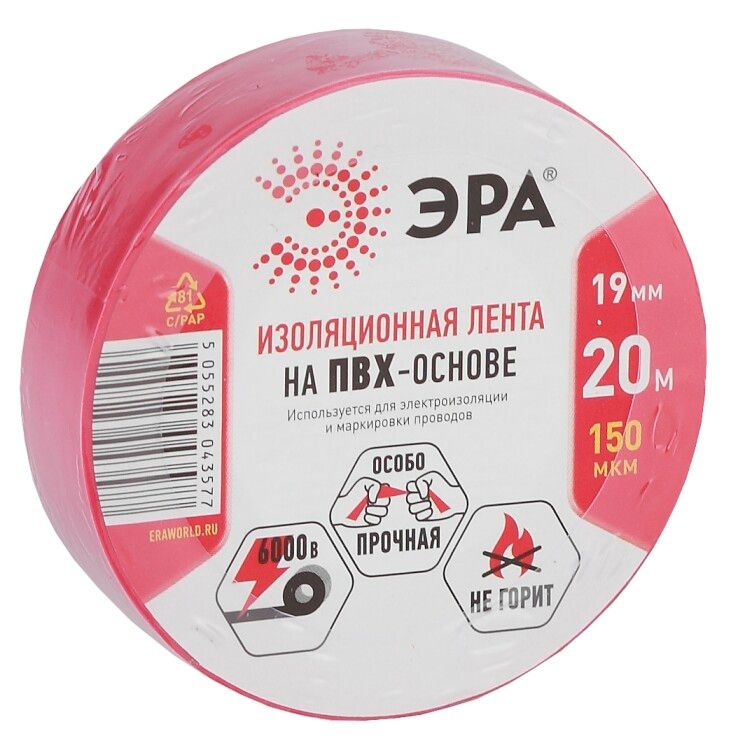 ЭРА®
ИЗОЛЯЦИОННАЯ ЛЕНТА
НА ПВХ-ОСНОВЕ
Используется для электроизоляции
и маркировки проводов
19мм
20м
150
мкм
81
C/PAP
5 055283 043577
ERAWORLD.RU
6000в
ОСОБО
ПРОЧНАЯ
НЕ ГОРИТ